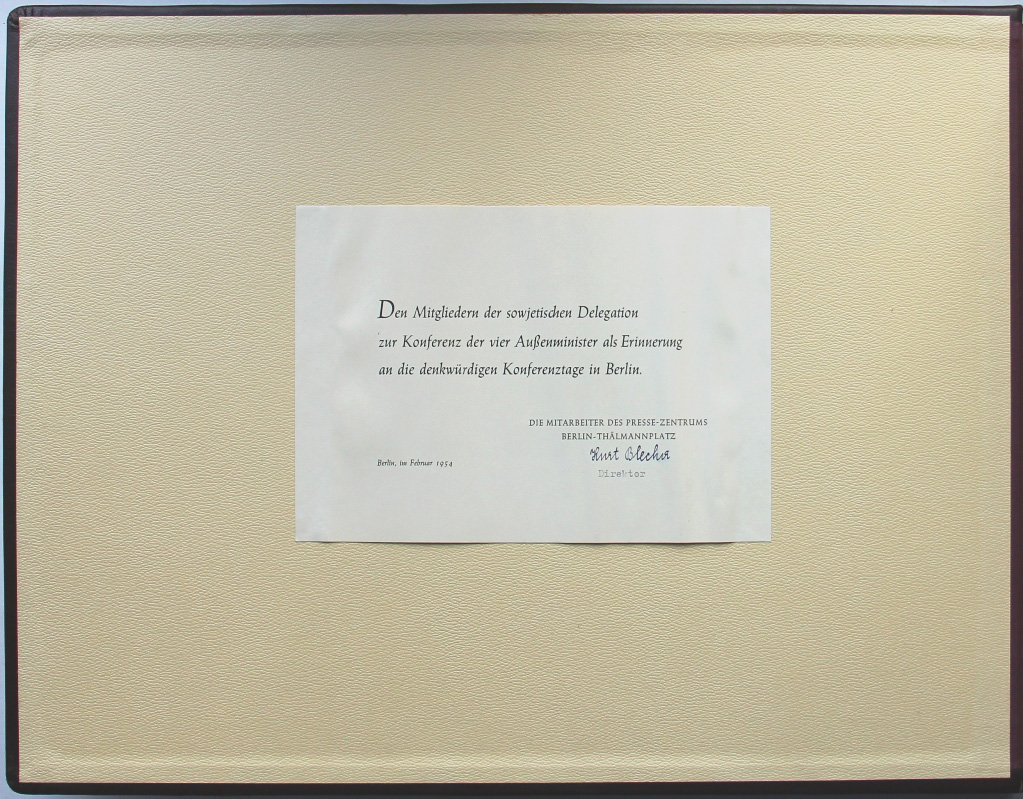 Den Mitgliedern der sowjetischen Delegation
zur Konferenz der vier Außenminister als Erinnerung
an die denkwürdigen Konferenztage in Berlin.
DIE MITARBEITER DES PRESSE-ZENTRUMS
BERLIN-THÄLMANNPLATZ
Kurt Blecha
Direktor
Berlin, im Februar 1954